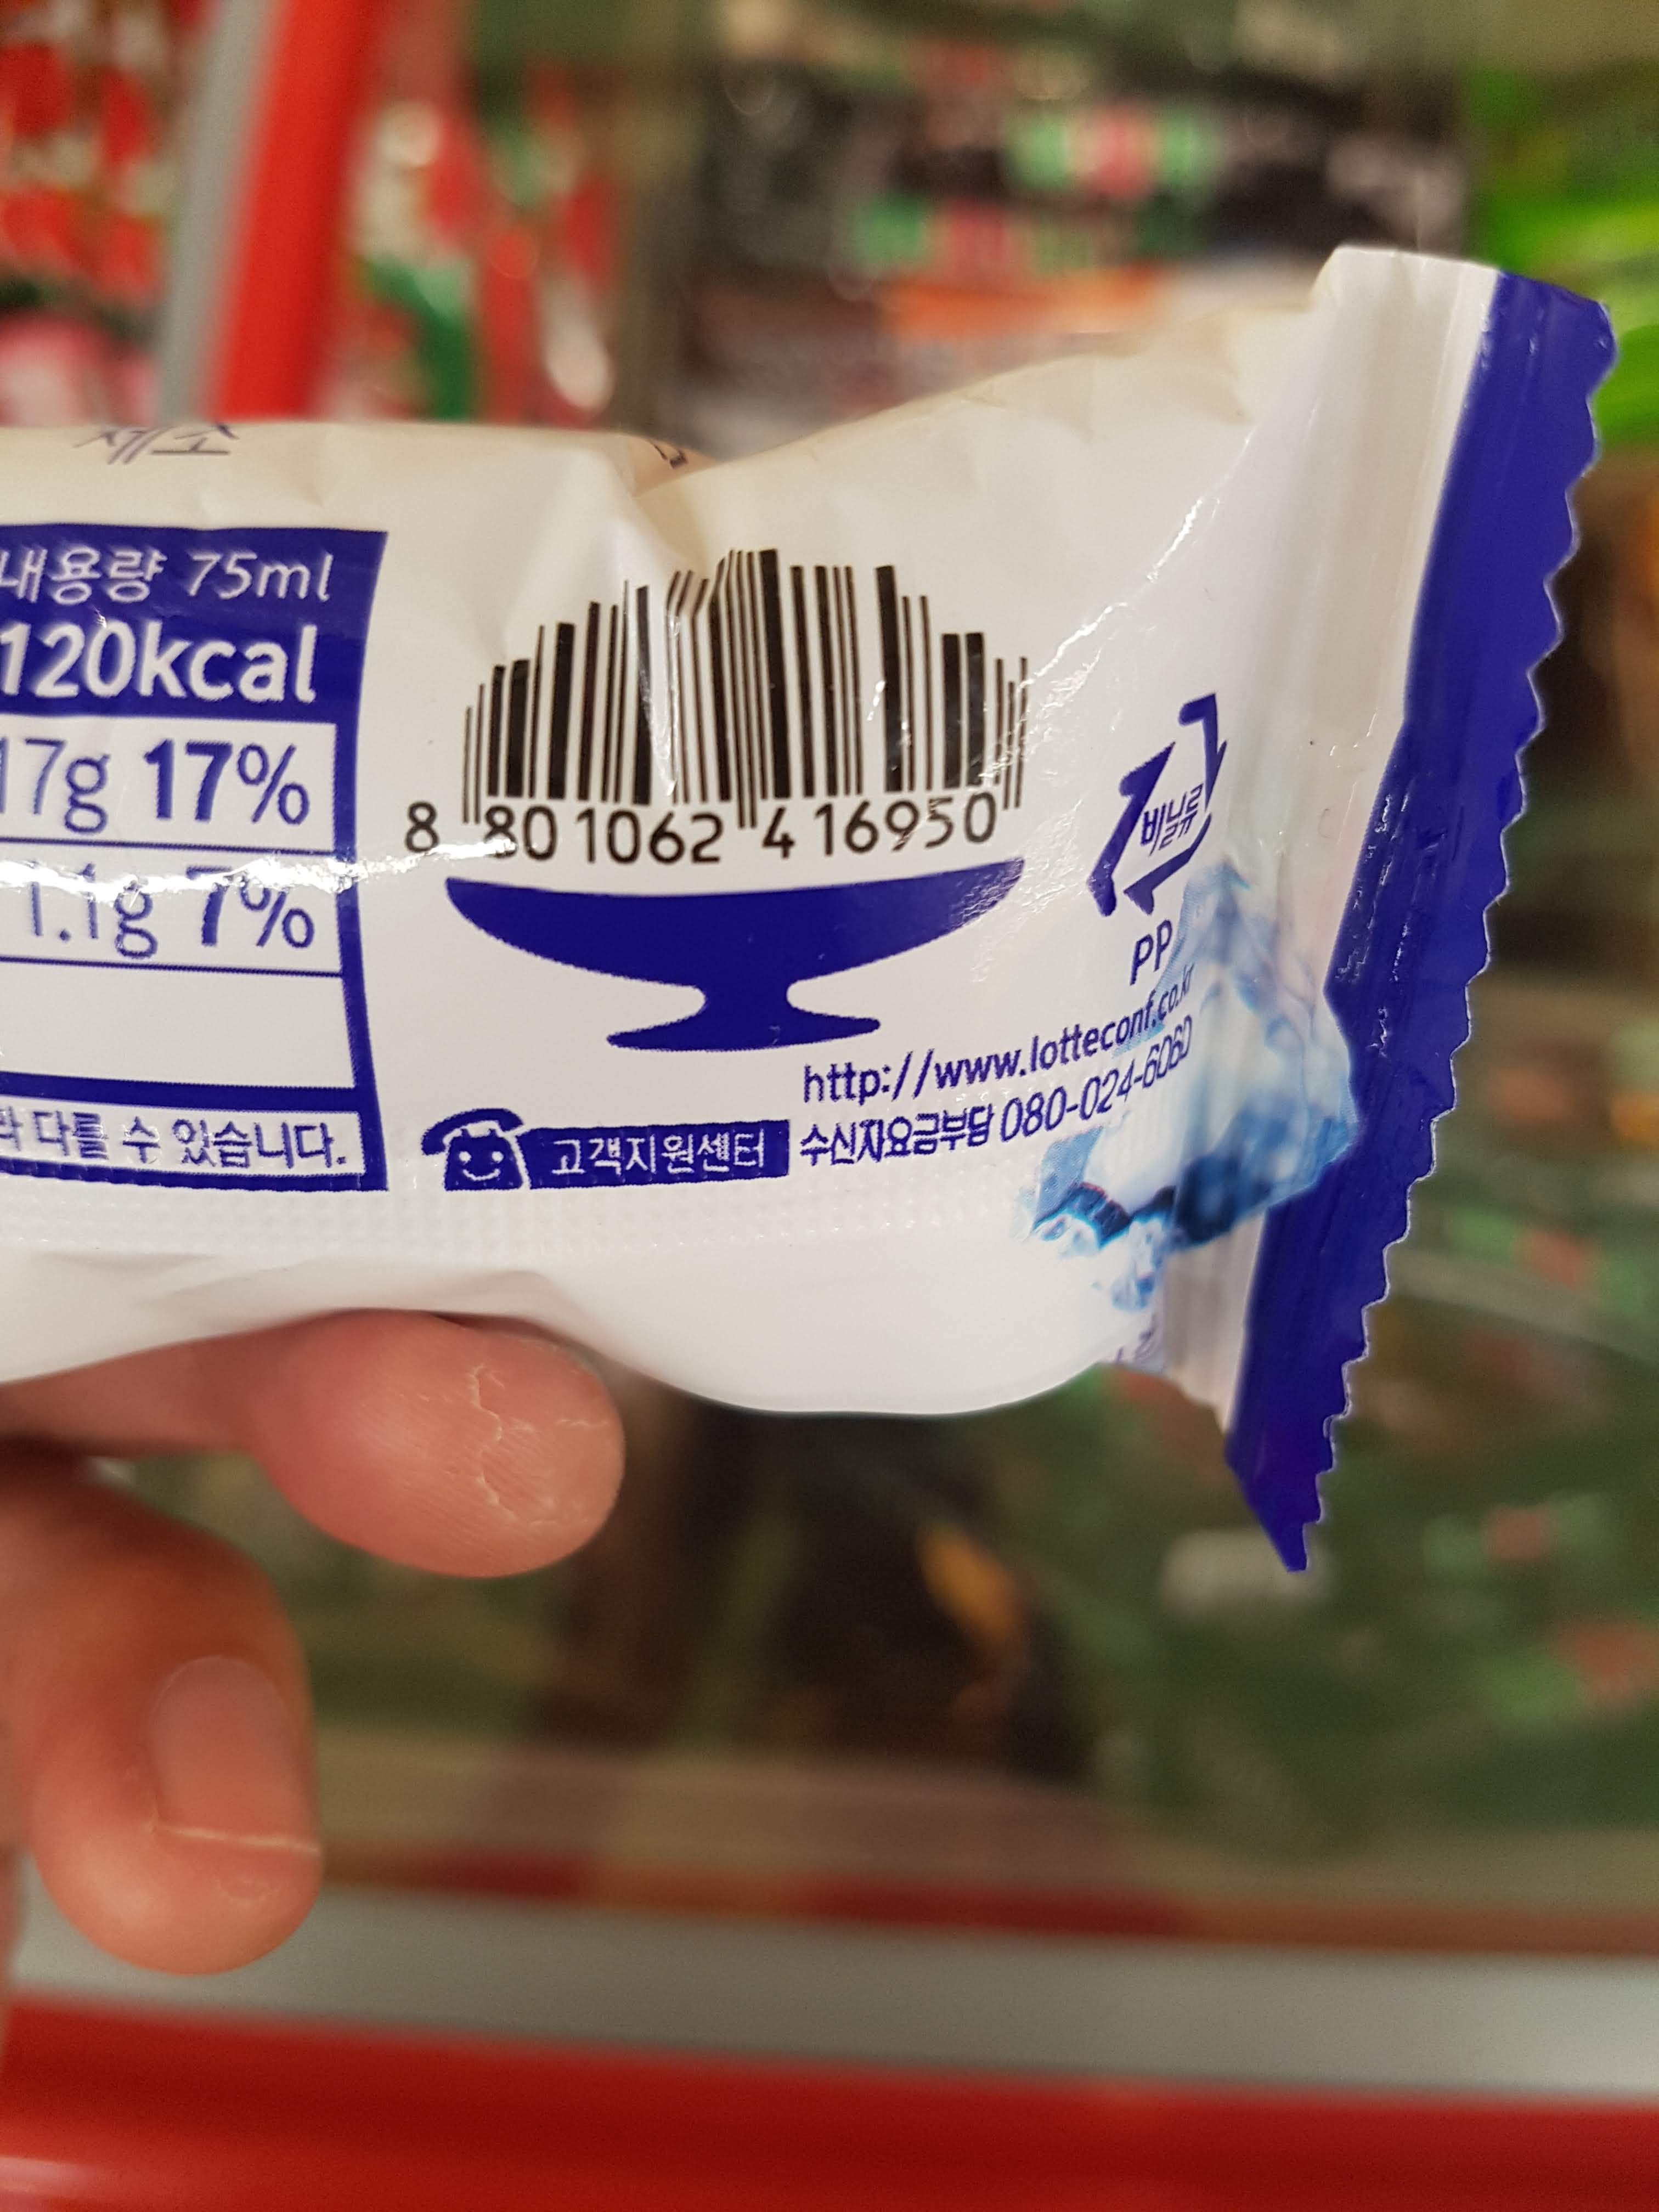 제조
내용량 75ml
120kcal
17g 17%
1.1g 7%
다를 수 있습니다.
8 801062 416950
비닐류
PP
http://www.lotteconf.co.kr
고객지원센터 수신자요금부담 080-024-6060